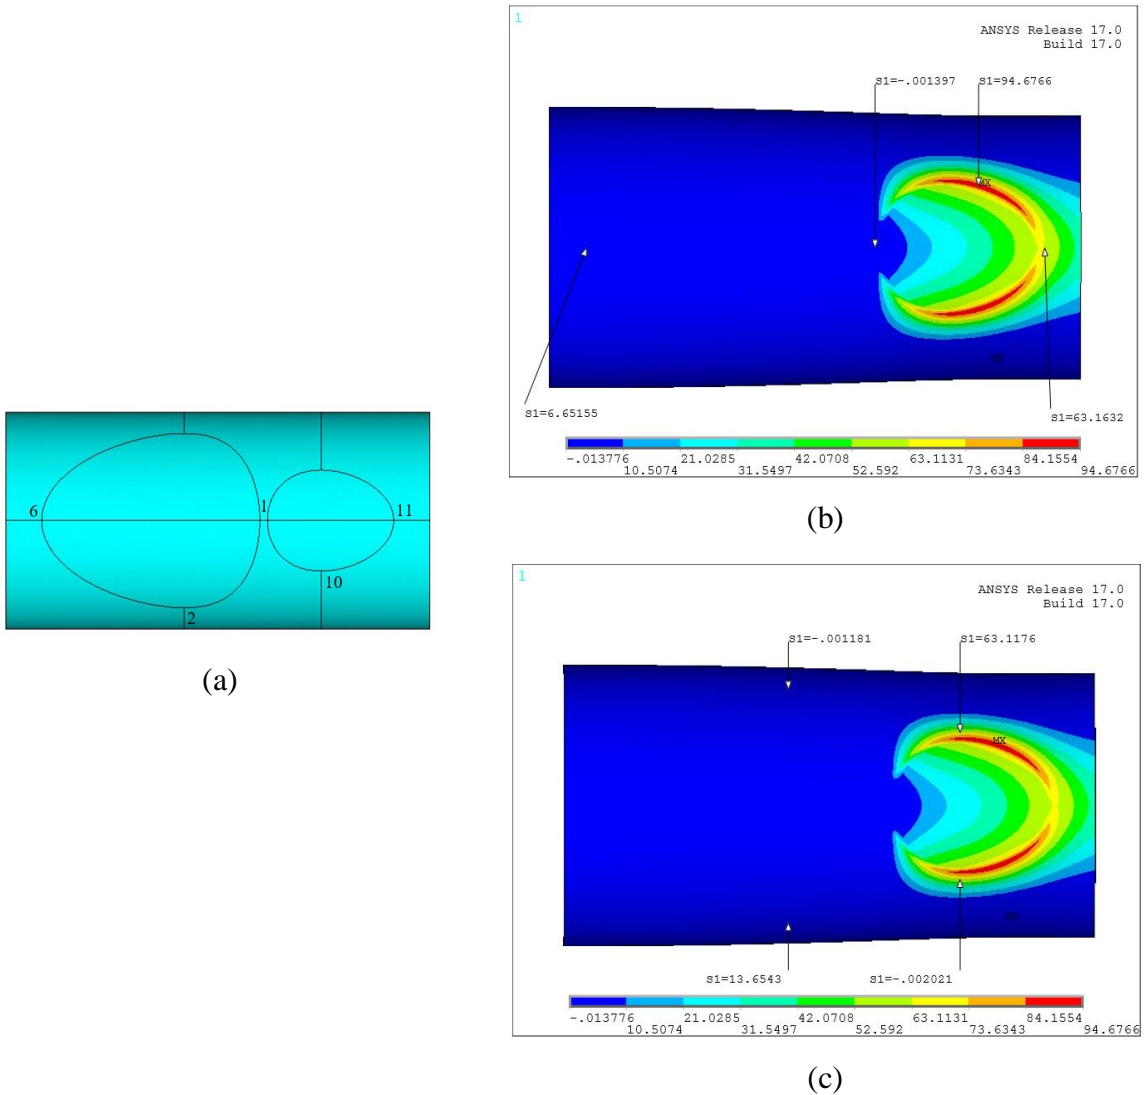 1
ANSYS Release 17.0
Build 17.0
S1=-.001397
S1=94.6766
MX
S1=6.65155
S1=63.1632
-.013776
21.0285
42.0708
63.1131
84.1554
10.5074
31.5497
52.592
73.6343
94.6766
(b)
6
1
11
10
2
(a)
1
ANSYS Release 17.0
Build 17.0
S1=-.001181
S1=63.1176
MX
MN
S1=13.6543
S1=-.002021
-.013776
21.0285
42.0708
63.1131
84.1554
10.5074
31.5497
52.592
73.6343
94.6766
(c)